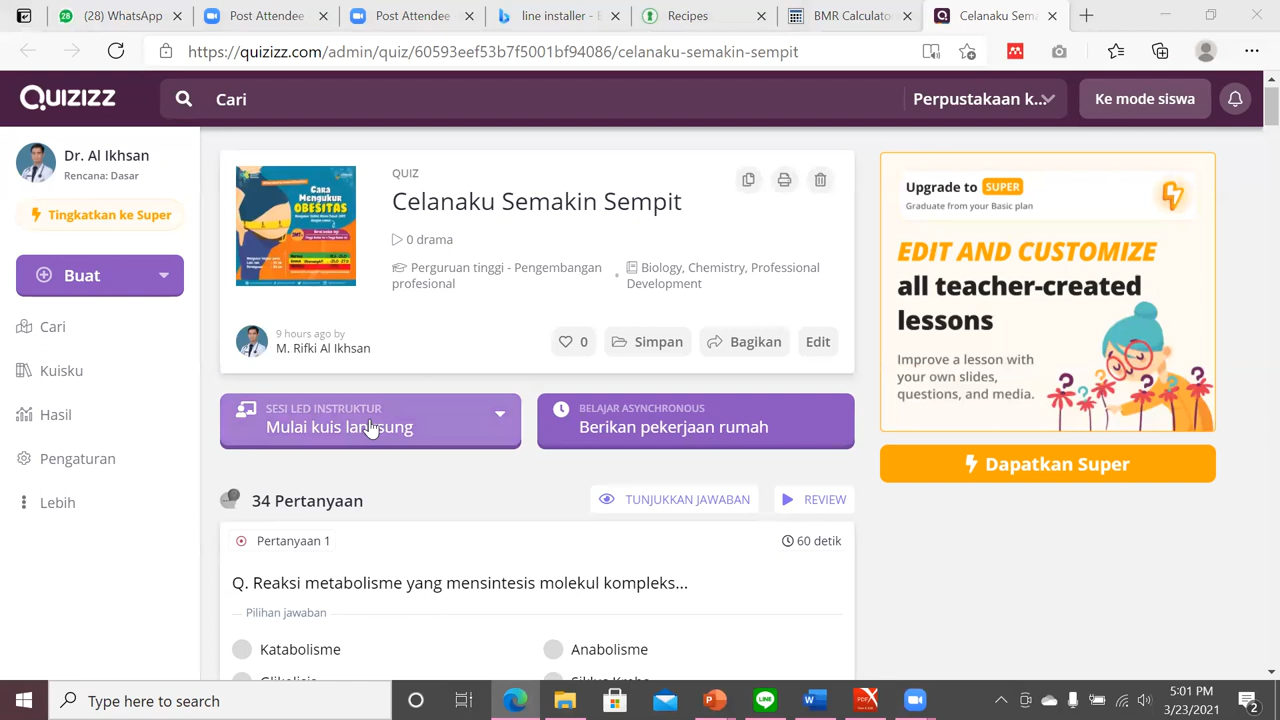 (28) WhatsApp
Attendee
Post Attendee
line installer - B
Recipes
BMR Calculato
Celanaku Sema
https://quizizz.com/admin/quiz/60593eef53b7f5001bf94086/celanaku-semakin-sempit
QUIZIZZ
Cari
Perpustakaan k...
Ke mode siswa
Dr. Al Ikhsan
Rencana: Dasar
Tingkatkan ke Super
Buat
Cari
Kuisku
Hasil
Pengaturan
Lebih
CARA
MENGUKUR
OBESITAS
QUIZ
Celanaku Semakin Sempit
0 drama
Perguruan tinggi - Pengembangan
profesional
Biology, Chemistry, Professional
Development
9 hours ago by
M. Rifki Al Ikhsan
0
Simpan
Bagikan
Edit
SESI LED INSTRUKTUR
Mulai kuis langsung
BELAJAR ASYNCHRONOUS
Berikan pekerjaan rumah
34 Pertanyaan
TUNJUKKAN JAWABAN
REVIEW
Pertanyaan 1
60 detik
Q. Reaksi metabolisme yang mensintesis molekul kompleks...
Pilihan jawaban
Katabolisme
Anabolisme
Upgrade to SUPER
Graduate from your Basic plan
EDIT AND CUSTOMIZE
all teacher-created
lessons
Improve a lesson with
your own slides,
questions, and media.
Dapatkan Super
Type here to search
5:01 PM
3/23/2021
2